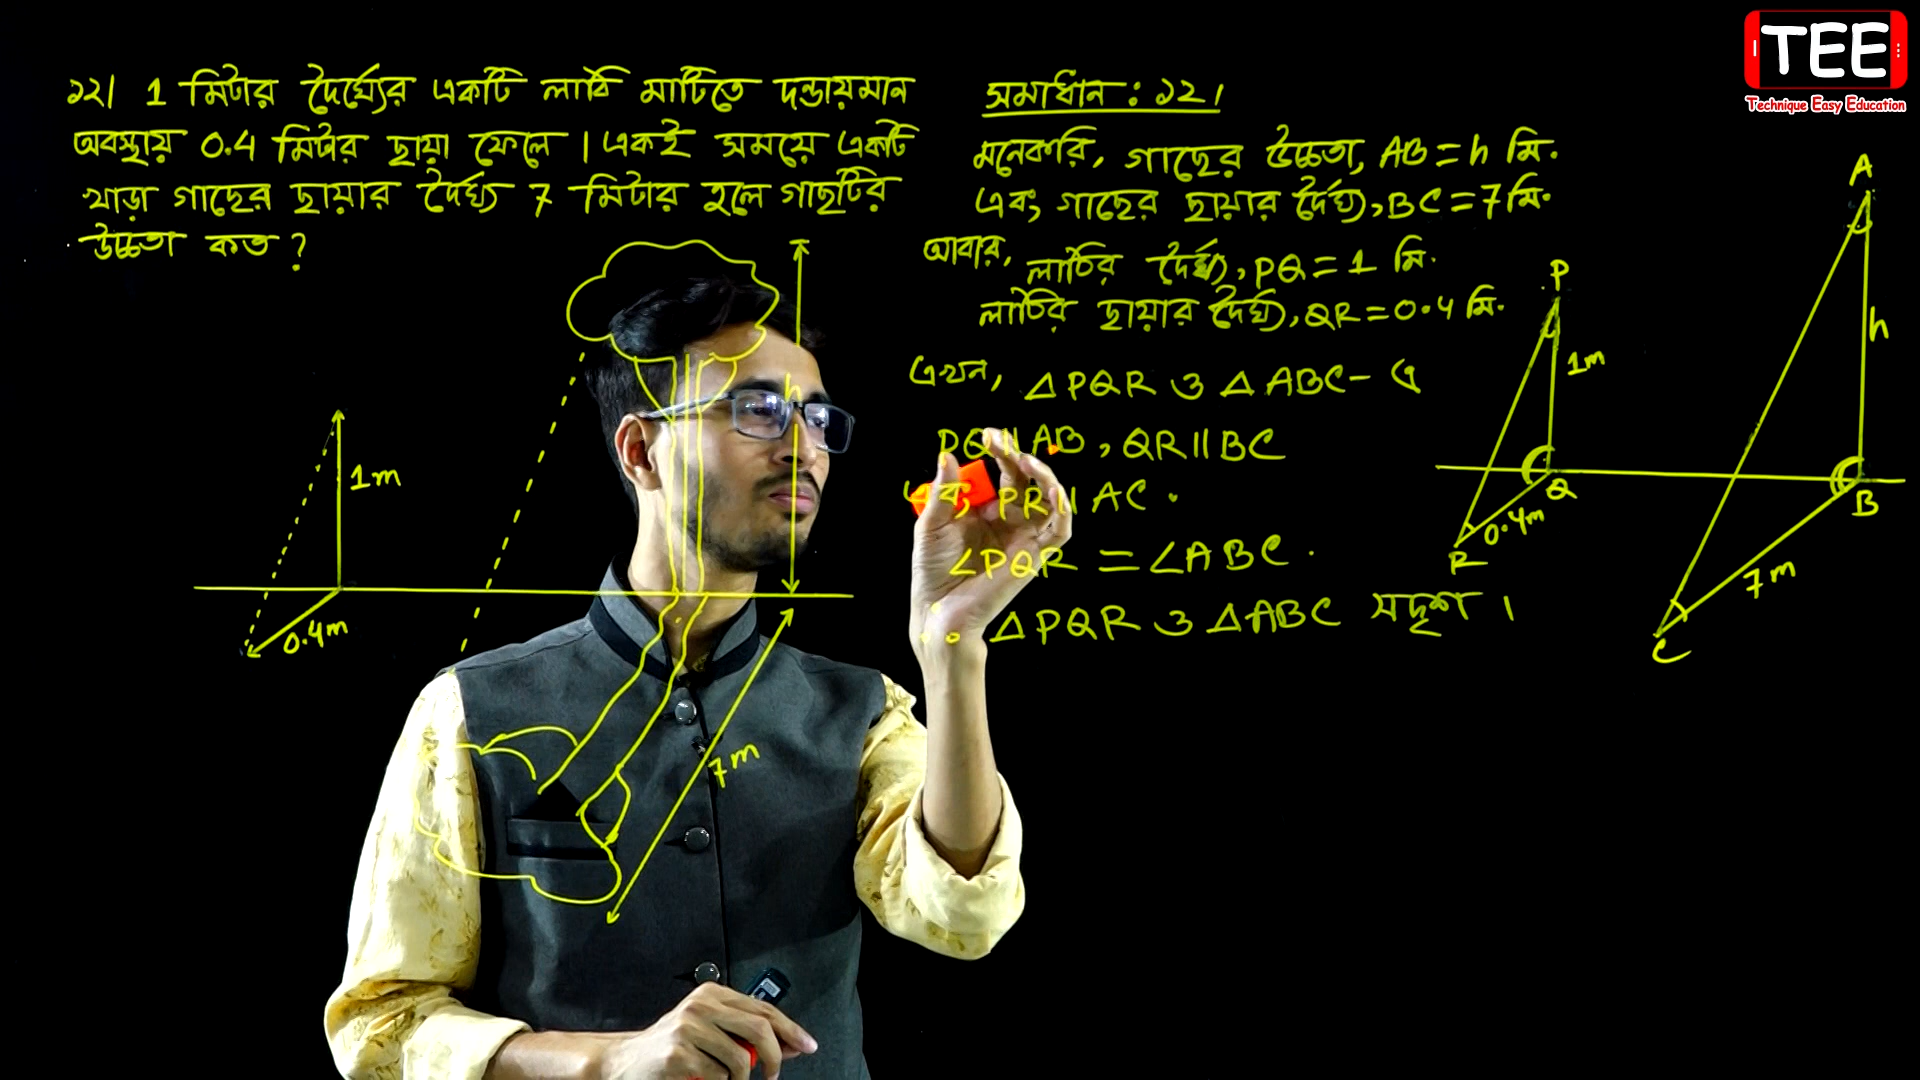 ১২। 1 মিটার দৈর্ঘ্যের একটি লাঠি মাটিতে দন্ডায়মান
অবস্থায় 0.4 মিটার ছায়া ফেলে। একই সময়ে একটি
খাড়া গাছের ছায়ার দৈর্ঘ্য 7 মিটার হলে গাছটির
উচ্চতা কত?
1m
0.4m
h
7m
সমাধান: ১২।
মনেকরি, গাছের উচ্চতা, AB = h মি.
এবং গাছের ছায়ার দৈর্ঘ্য, BC = 7 মি.
আবার, লাঠির দৈর্ঘ্য, PQ = 1 মি.
লাঠির ছায়ার দৈর্ঘ্য, QR = 0.4 মি.
এখন, △PQR ও △ABC-এ
PQ || AB, QR || BC
এবং PR || AC.
∠PQR = ∠ABC.
∴ △PQR ও △ABC সদৃশ।
P
1m
Q
0.4m
R
A
h
B
7m
C
TEE
Technique Easy Education